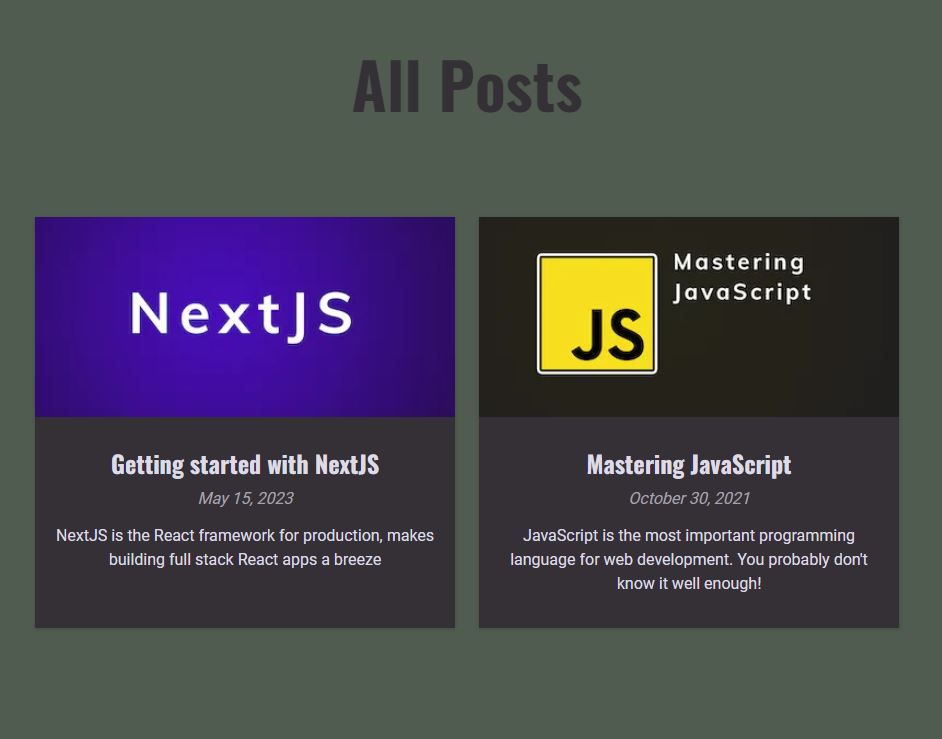 All Posts
NextJS
JS
Mastering
JavaScript
Getting started with NextJS
May 15, 2023
NextJS is the React framework for production, makes
building full stack React apps a breeze
Mastering JavaScript
October 30, 2021
JavaScript is the most important programming
language for web development. You probably don't
know it well enough!